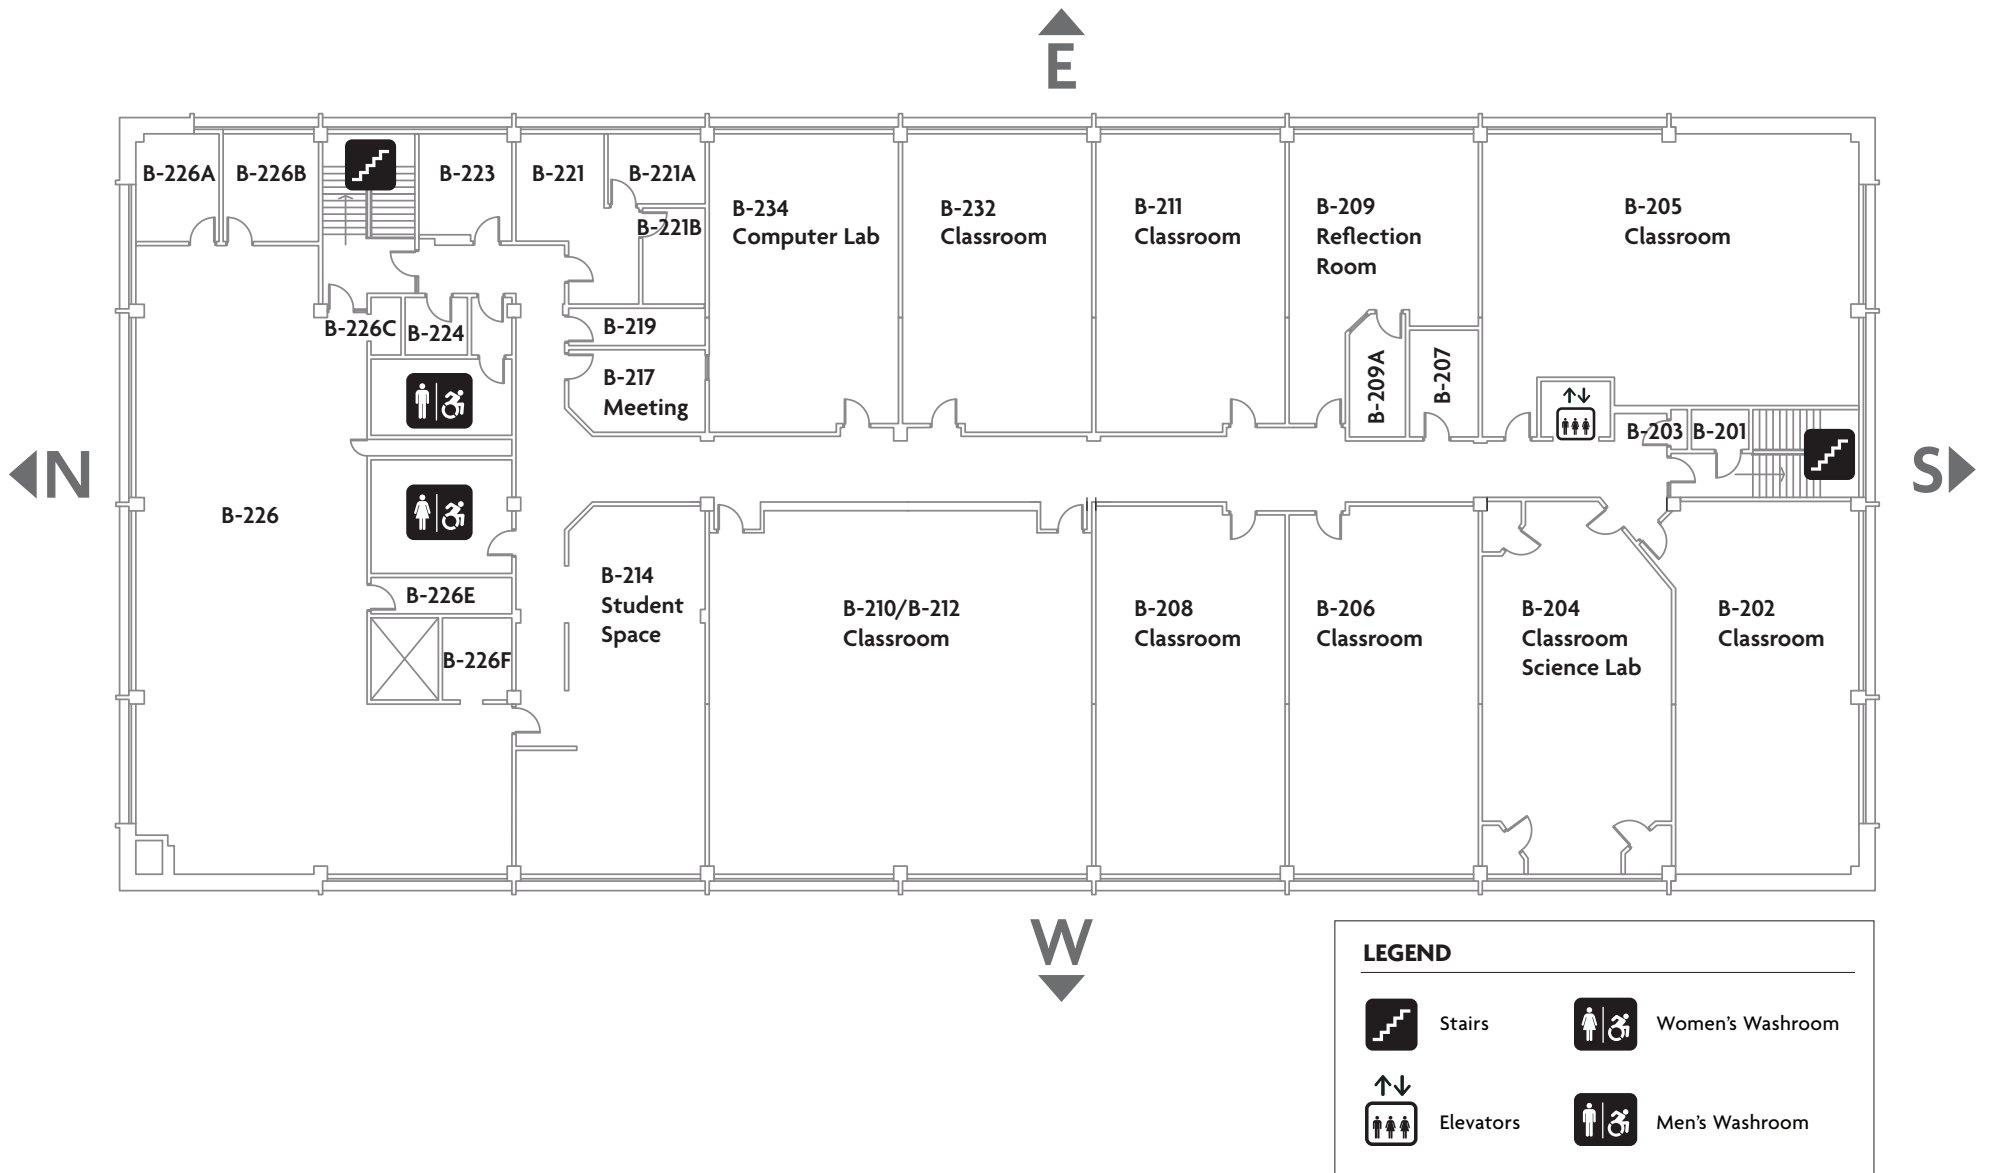 E
B-226A
B-226B
B-223
B-221
B-221A
B-221B
B-234
Computer Lab
B-232
Classroom
B-211
Classroom
B-209
Reflection
Room
B-205
Classroom
B-226C
B-224
B-219
B-217
Meeting
B-209A
B-207
B-203
B-201
N
S
B-226
B-226E
B-226F
B-214
Student
Space
B-210/B-212
Classroom
B-208
Classroom
B-206
Classroom
B-204
Classroom
Science Lab
B-202
Classroom
W
LEGEND
Stairs
Women's Washroom
Elevators
Men's Washroom